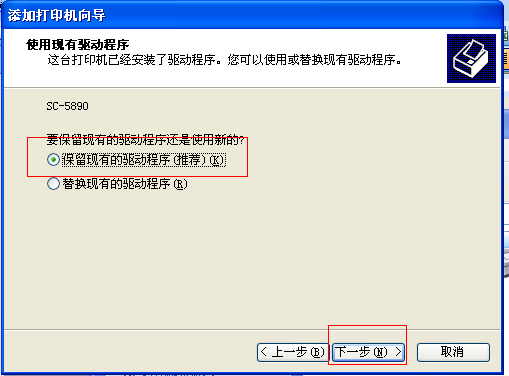 添加打印机向导
使用现有驱动程序
这台打印机已经安装了驱动程序。您可以使用或替换现有驱动程序。
SC-5890
要保留现有的驱动程序还是使用新的?
保留现有的驱动程序(推荐)(K)
替换现有的驱动程序(R)
< 上一步(B)
下一步(N) >
取消